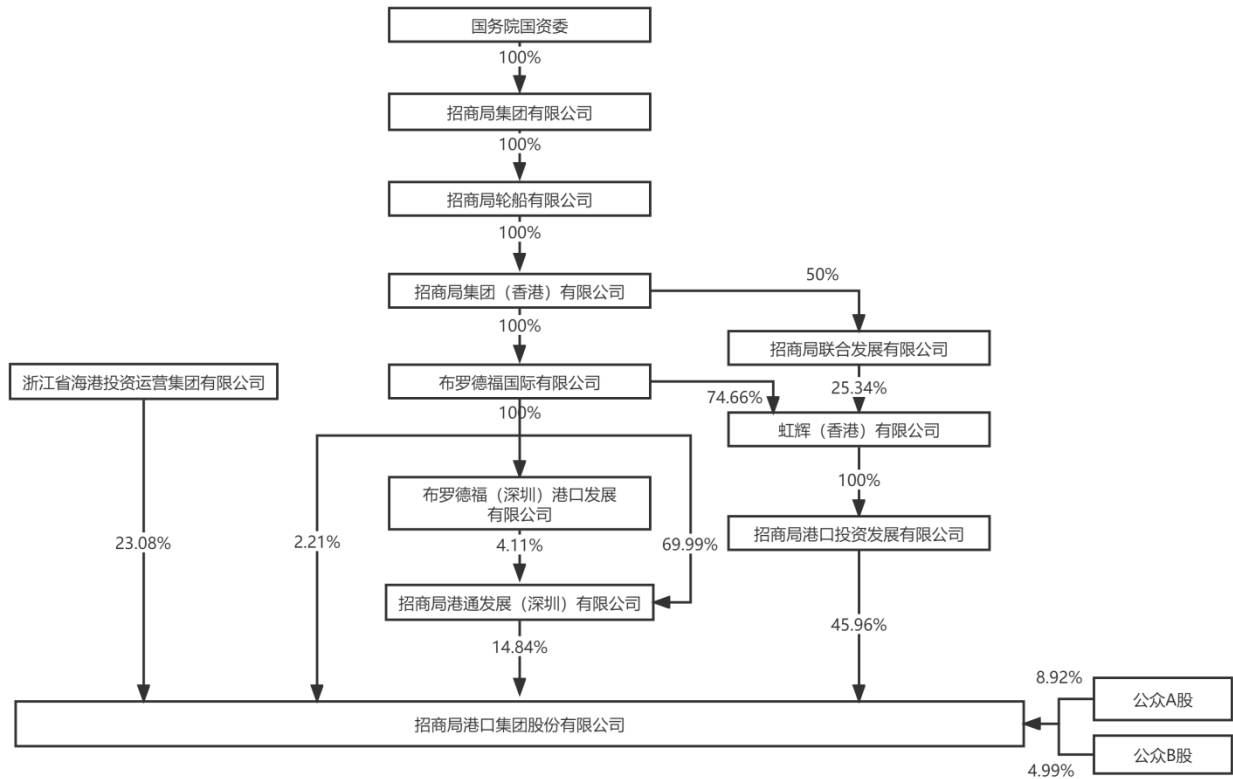 国务院国资委
100%
招商局集团有限公司
100%
招商局轮船有限公司
100%
招商局集团（香港）有限公司
50%
100%
招商局联合发展有限公司
浙江省海港投资运营集团有限公司
布罗德福国际有限公司
74.66%
25.34%
100%
虹辉（香港）有限公司
100%
布罗德福（深圳）港口发展
有限公司
招商局港口投资发展有限公司
23.08%
2.21%
4.11%
69.99%
招商局港通发展（深圳）有限公司
14.84%
45.96%
8.92%
公众A股
招商局港口集团股份有限公司
公众B股
4.99%